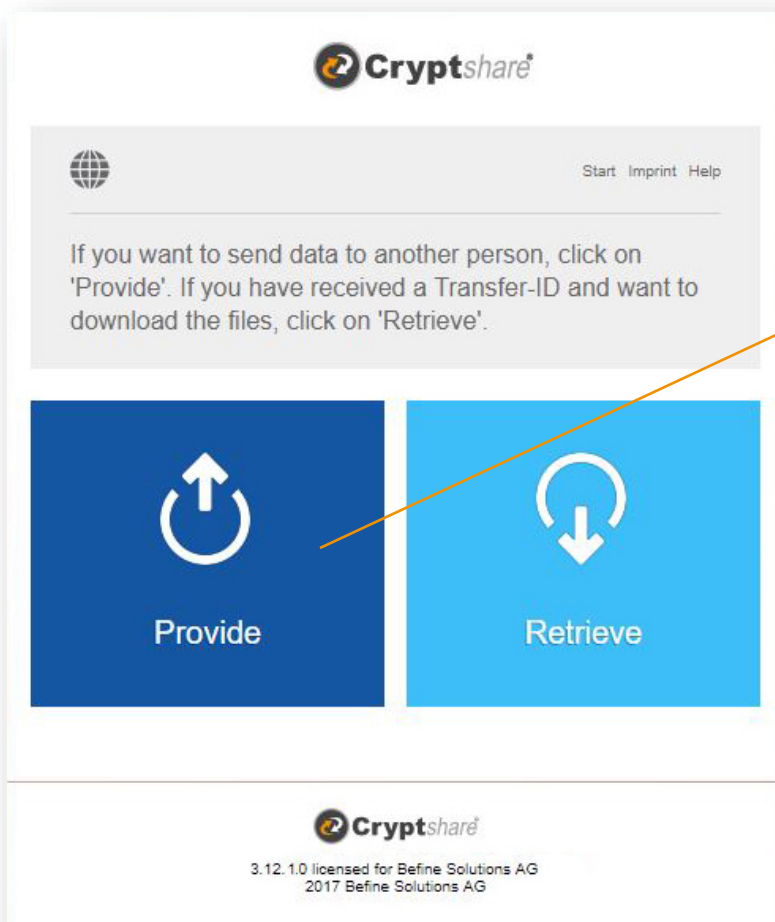 Cryptshare
Start Imprint Help
If you want to send data to another person, click on
'Provide'. If you have received a Transfer-ID and want to
download the files, click on 'Retrieve'.
Provide
Retrieve
Cryptshare
3.12.1.0 licensed for Befine Solutions AG
2017 Befine Solutions AG